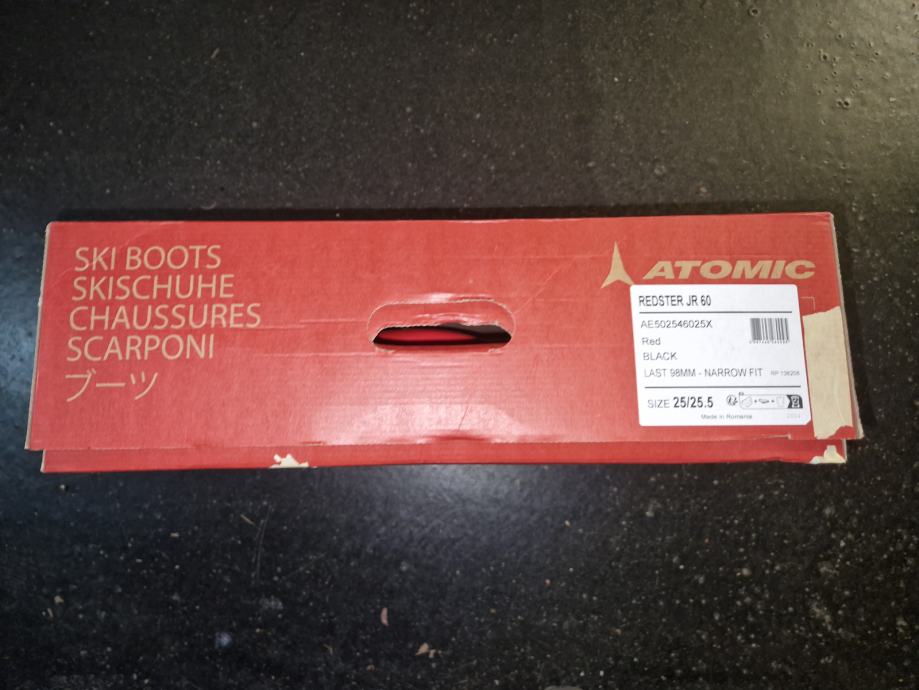 SKI BOOTS
SKISCHUHE
CHAUSSURES
SCARPONI
ブーツ
ATOMIC
REDSTER JR 60
AE502546025X
Red
BLACK
LAST 98MM - NARROW FIT
SIZE 25/25.5
Made in Romania